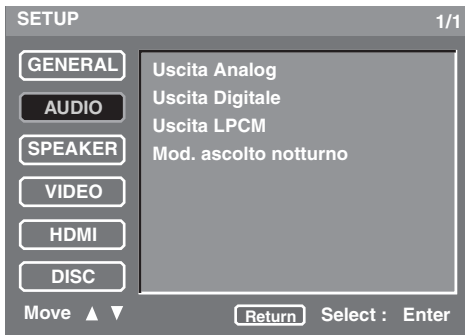 SETUP 1/1
GENERAL
AUDIO
SPEAKER
VIDEO
HDMI
DISC
Uscita Analog
Uscita Digitale
Uscita LPCM
Mod. ascolto notturno
Move ▲ ▼ Return Select : Enter